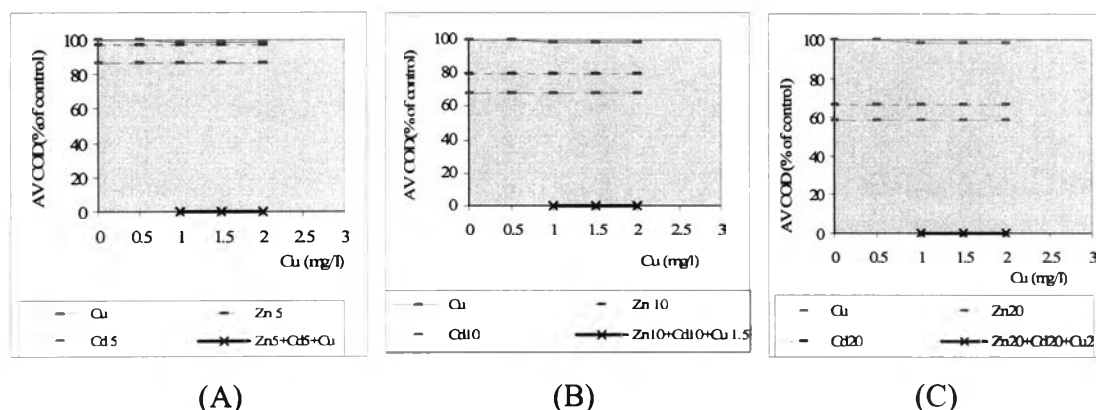 AV COD(% of control)
100
80
60
40
20
0
0 0.5 1 1.5 2 2.5 3
Cu (mg/l)
Cu Zn 5
Cd 5 Zn5+Cd5+Cu
(A)
AV COD(% of control)
100
80
60
40
20
0
0 0.5 1 1.5 2 2.5 3
Cu (mg/l)
Cu Zn 10
Cd10 Zn10+Cd10+Cu 1.5
(B)
AV COD(% of control)
100
80
60
40
20
0
0 0.5 1 1.5 2 2.5 3
Cu (mg/l)
Cu Zn20
Cd20 Zn20+Cd20+Cu2
(C)